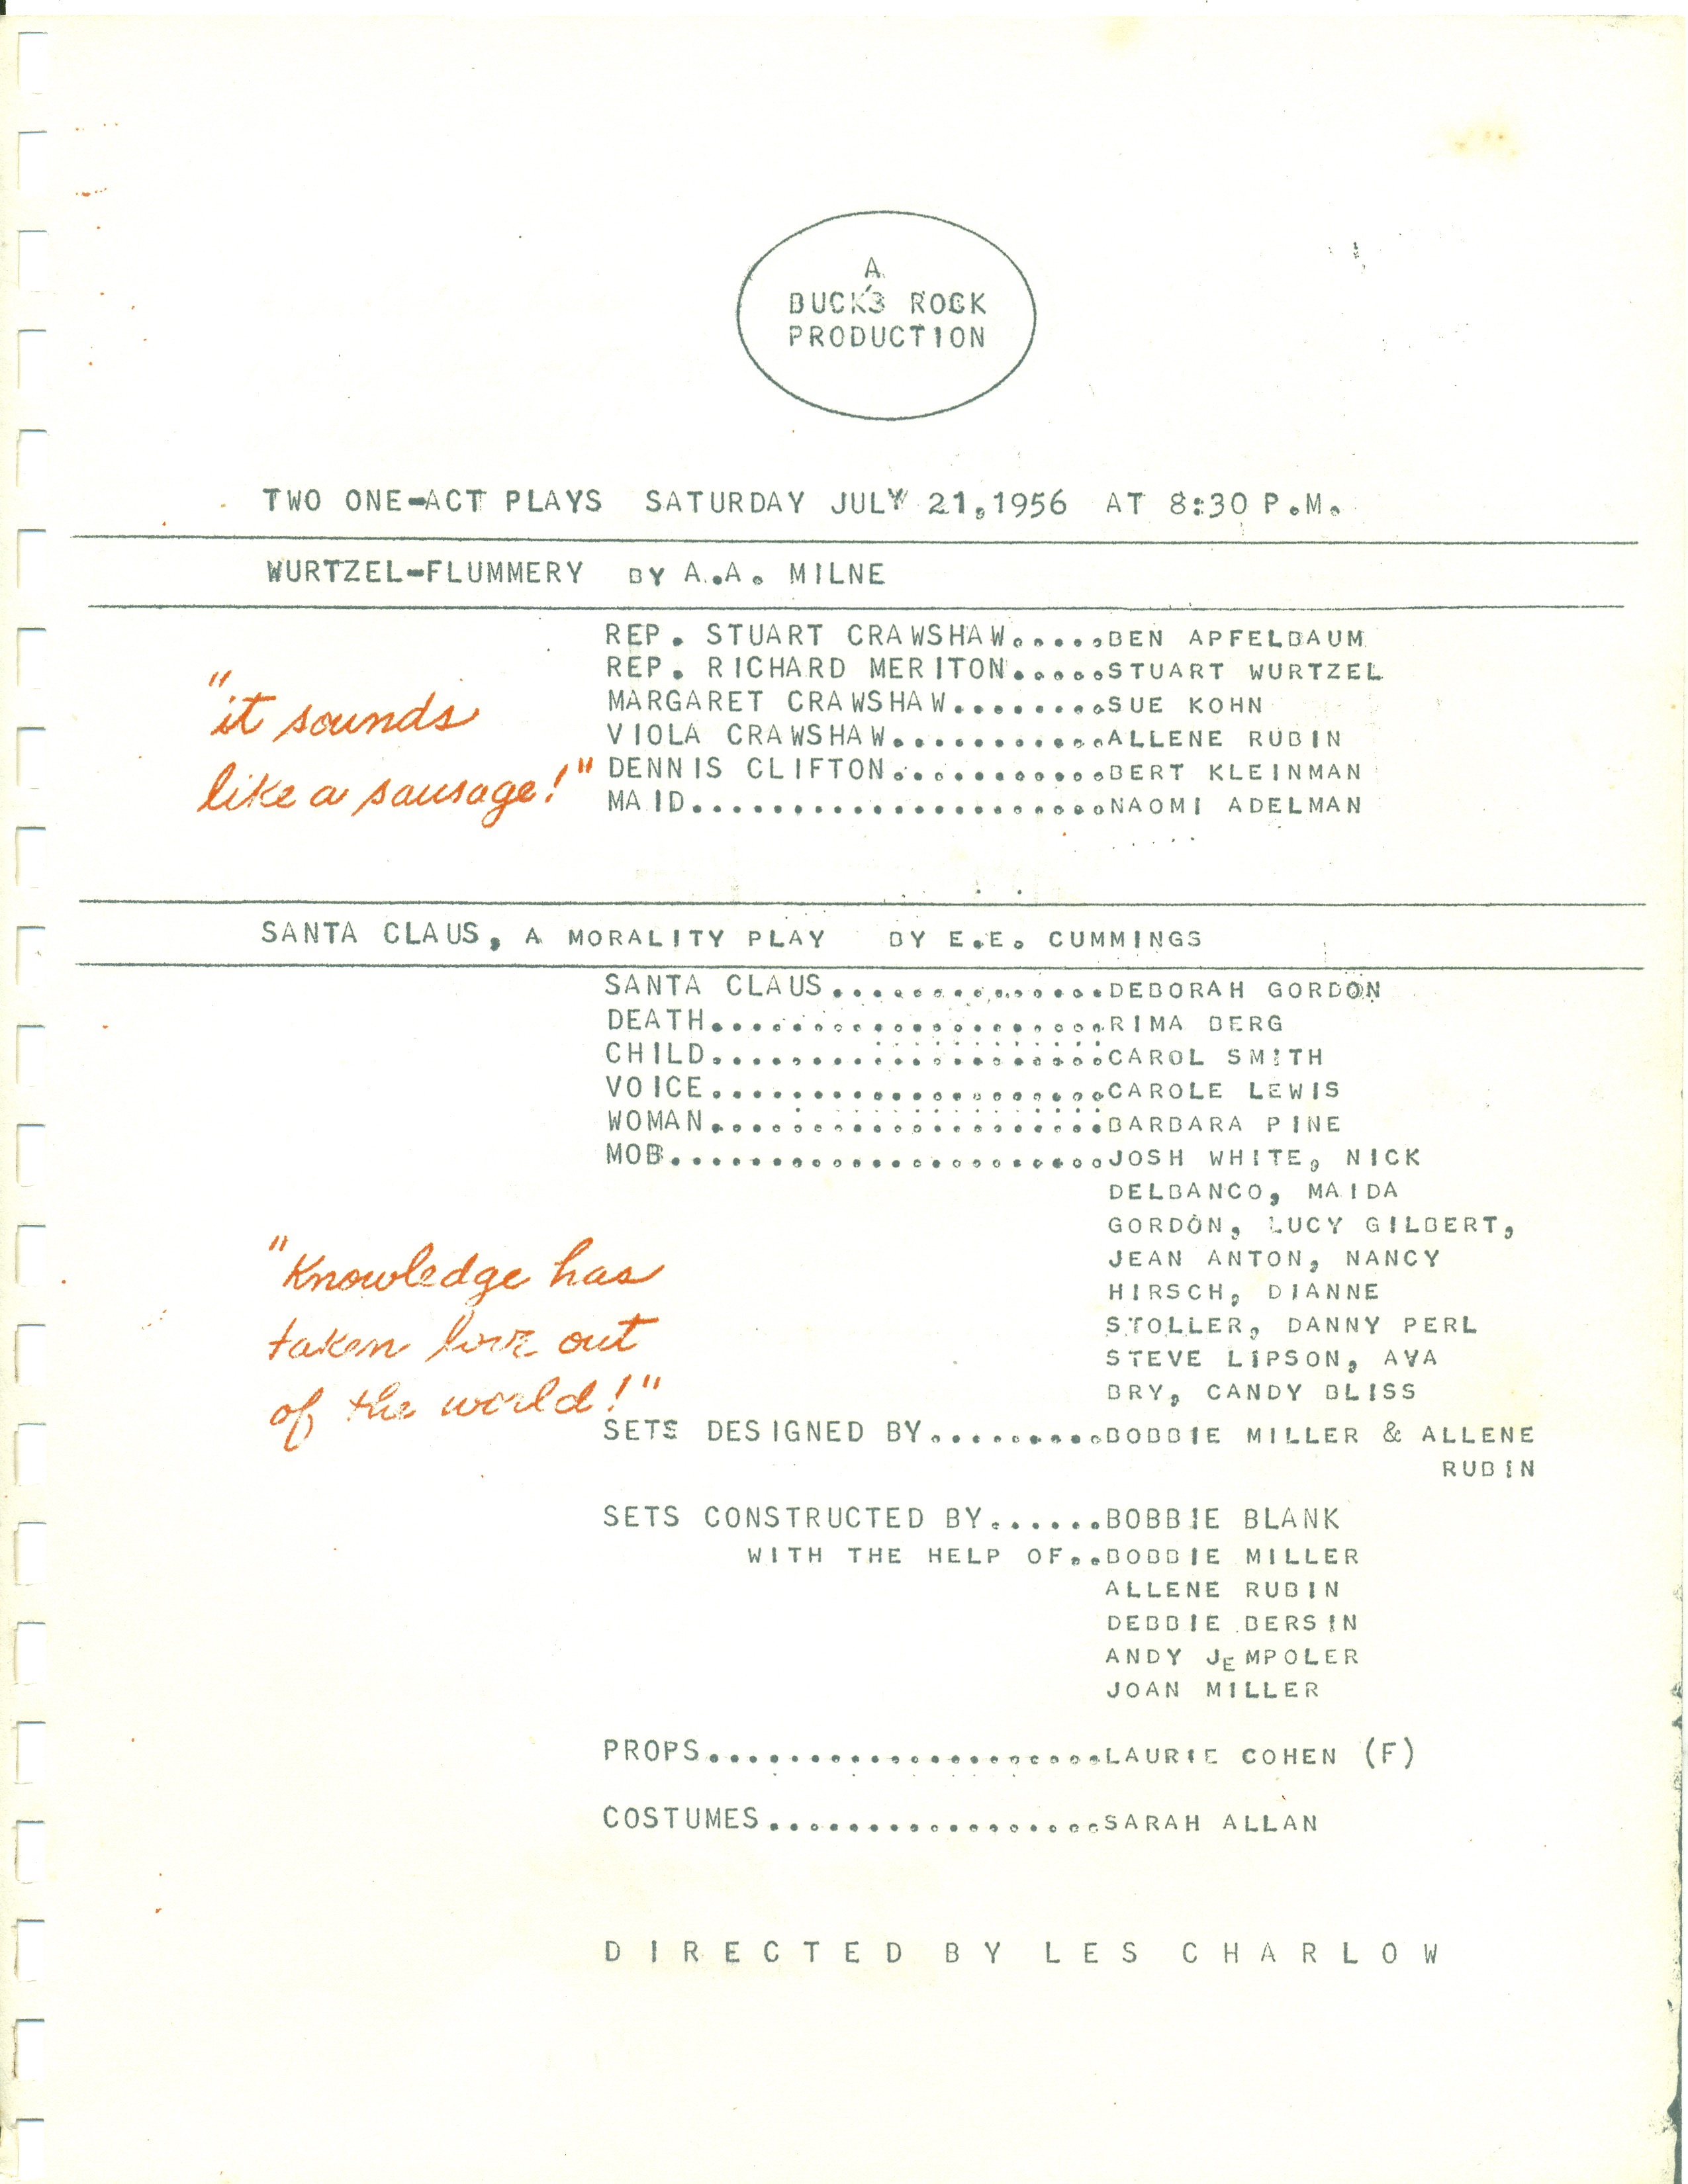 A
BUCK'S ROCK
PRODUCTION
TWO ONE-ACT PLAYS SATURDAY JULY 21,1956 AT 8:30 P.M.
WURTZEL-FLUMMERY BY A.A. MILNE
REP. STUART CRAWSHAW.....BEN APFELBAUM
REP. RICHARD MERITON.....STUART WURTZEL
MARGARET CRAWSHAW........SUE KOHN
VIOLA CRAWSHAW...........ALLENE RUBIN
DENNIS CLIFTON...........BERT KLEINMAN
MAID.....................NAOMI ADELMAN
"it sounds
like a sausage!"
SANTA CLAUS, A MORALITY PLAY BY E.E. CUMMINGS
SANTA CLAUS..............DEBORAH GORDON
DEATH....................RIMA BERG
CHILD....................CAROL SMITH
VOICE....................CAROLE LEWIS
WOMAN....................BARBARA PINE
MOB......................JOSH WHITE, NICK
DELBANCO, MAIDA
GORDON, LUCY GILBERT,
JEAN ANTON, NANCY
HIRSCH, DIANNE
STOLLER, DANNY PERL
STEVE LIPSON, AVA
BRY, CANDY BLISS
"Knowledge has
taken love out
of the world!"
SETS DESIGNED BY.........BOBBIE MILLER & ALLENE
RUBIN
SETS CONSTRUCTED BY......BOBBIE BLANK
WITH THE HELP OF..BOBBIE MILLER
ALLENE RUBIN
DEBBIE BERSIN
ANDY JEMPOLER
JOAN MILLER
PROPS....................LAURIE COHEN (F)
COSTUMES.................SARAH ALLAN
DIRECTED BY LES CHARLOW